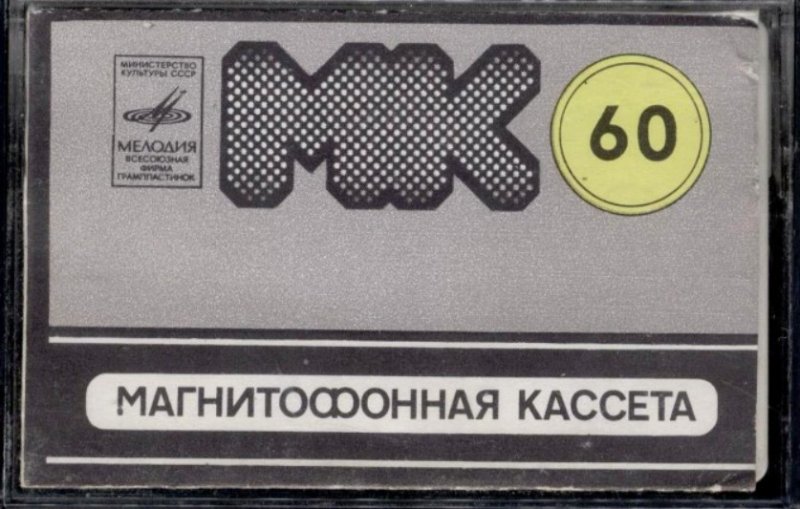 МИНИСТЕРСТВО
КУЛЬТУРЫ СССР
МЕЛОДИЯ
ВСЕСОЮЗНАЯ
ФИРМА
ГРАМПЛАСТИНОК
МК
60
МАГНИТОФОННАЯ КАССЕТА